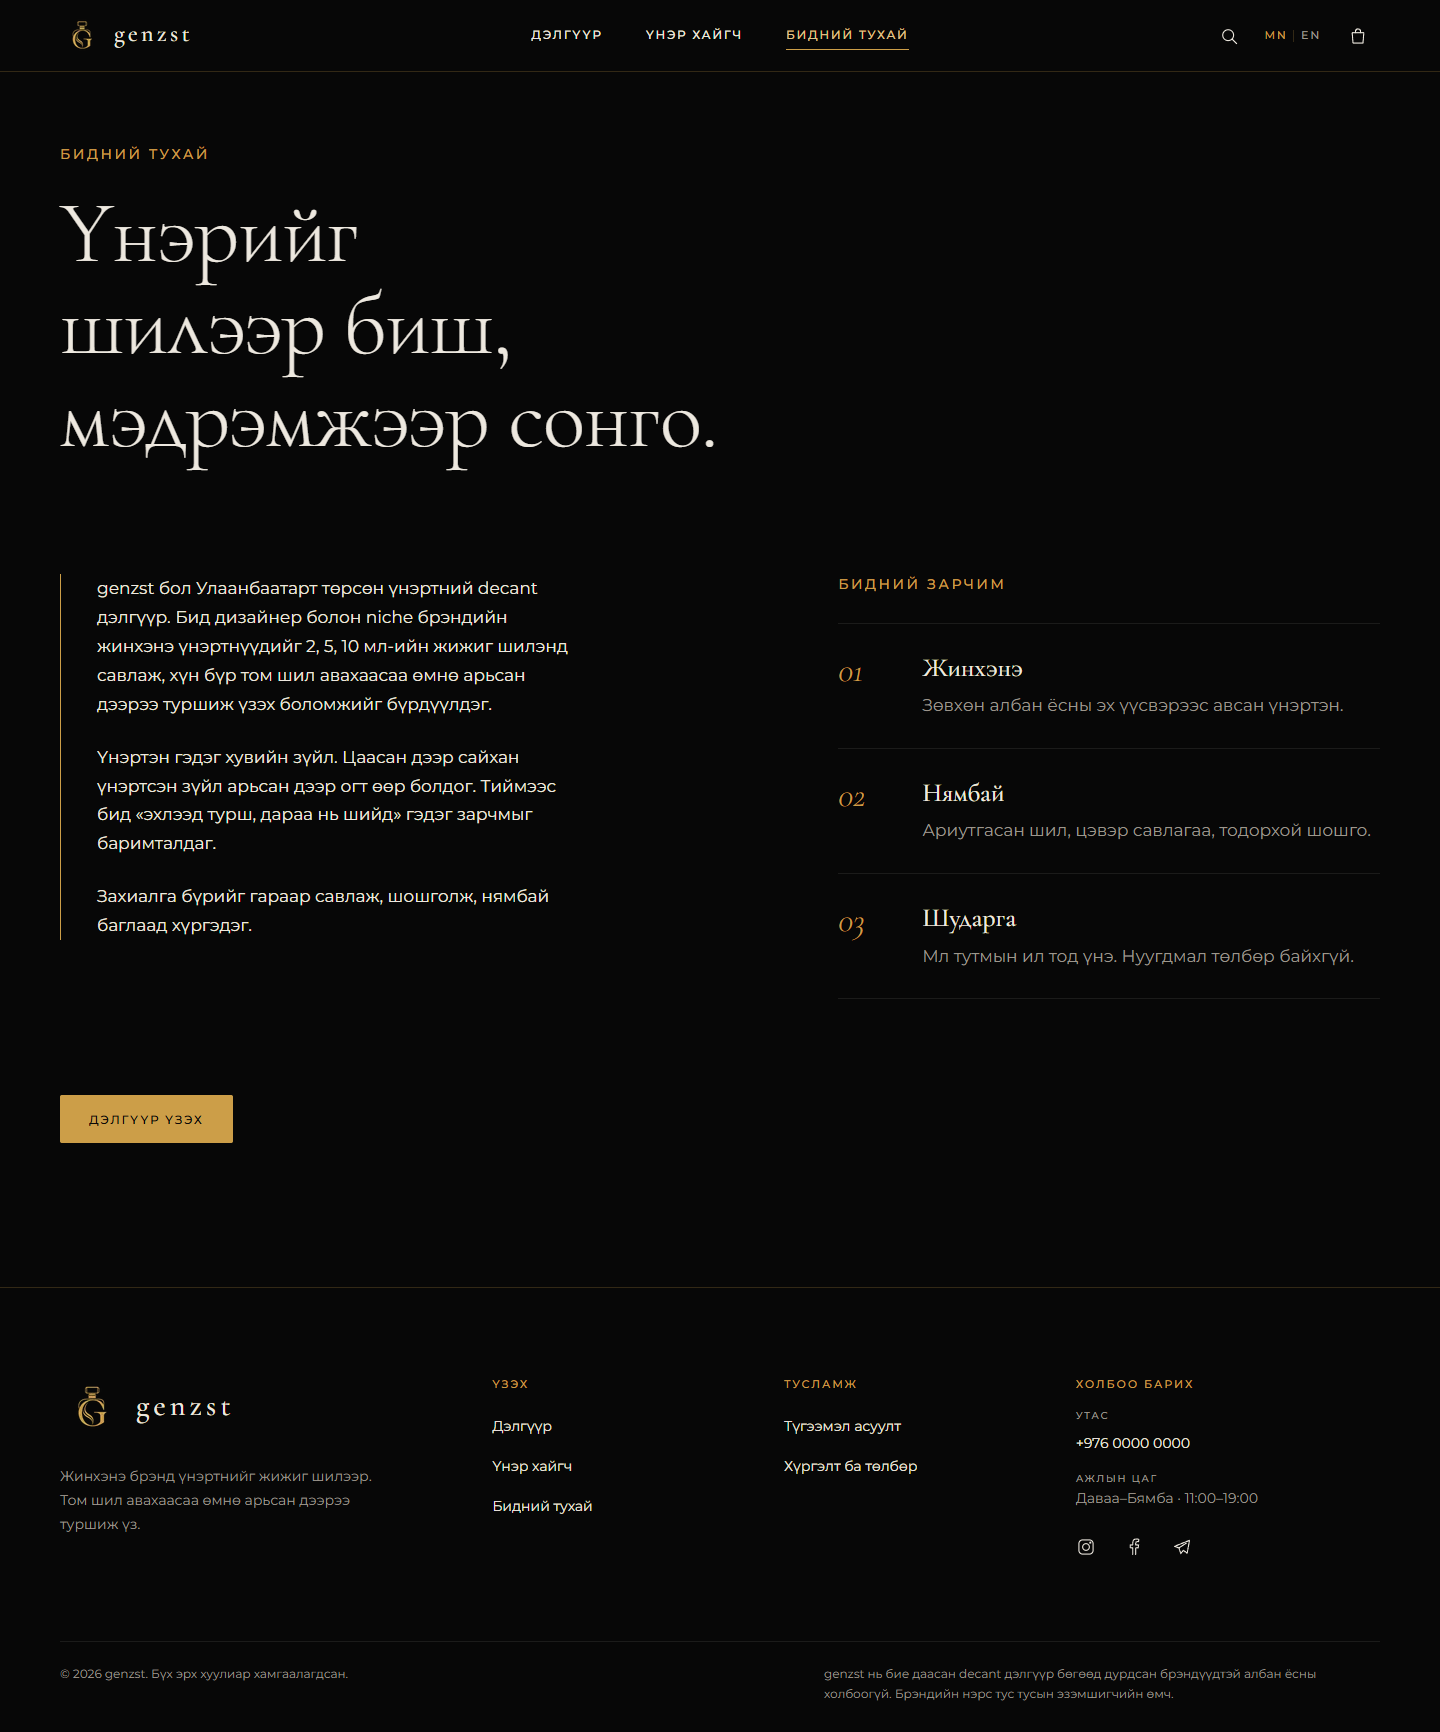 genzst
ДЭЛГҮҮР
ҮНЭР ХАЙГЧ
БИДНИЙ ТУХАЙ
MN | EN
БИДНИЙ ТУХАЙ
Үнэрийг
шилээр биш,
мэдрэмжээр сонго.
genzst бол Улаанбаатарт төрсөн үнэртний decant
дэлгүүр. Бид дизайнер болон niche брэндийн
жинхэнэ үнэртнүүдийг 2, 5, 10 мл-ийн жижиг шилэнд
савлаж, хүн бүр том шил авахаасаа өмнө арьсан
дээрээ туршиж үзэх боломжийг бүрдүүлдэг.
Үнэртэн гэдэг хувийн зүйл. Цаасан дээр сайхан
үнэртсэн зүйл арьсан дээр огт өөр болдог. Тиймээс
бид «эхлээд турш, дараа нь шийд» гэдэг зарчмыг
баримталдаг.
Захиалга бүрийг гараар савлаж, шошголж, нямбай
баглаад хүргэдэг.
БИДНИЙ ЗАРЧИМ
01
Жинхэнэ
Зөвхөн албан ёсны эх үүсвэрээс авсан үнэртэн.
02
Нямбай
Ариутгасан шил, цэвэр савлагаа, тодорхой шошго.
03
Шударга
Мл тутмын ил тод үнэ. Нуугдмал төлбөр байхгүй.
ДЭЛГҮҮР ҮЗЭХ
genzst
Жинхэнэ брэнд үнэртнийг жижиг шилээр.
Том шил авахаасаа өмнө арьсан дээрээ
туршиж үз.
ҮЗЭХ
Дэлгүүр
Үнэр хайгч
Бидний тухай
ТУСЛАМЖ
Түгээмэл асуулт
Хүргэлт ба төлбөр
ХОЛБОО БАРИХ
УТАС
+976 0000 0000
АЖЛЫН ЦАГ
Даваа–Бямба · 11:00–19:00
© 2026 genzst. Бүх эрх хуулиар хамгаалагдсан.
genzst нь бие даасан decant дэлгүүр бөгөөд дурдсан брэндүүдтэй албан ёсны
холбоогүй. Брэндийн нэрс тус тусын эзэмшигчийн өмч.